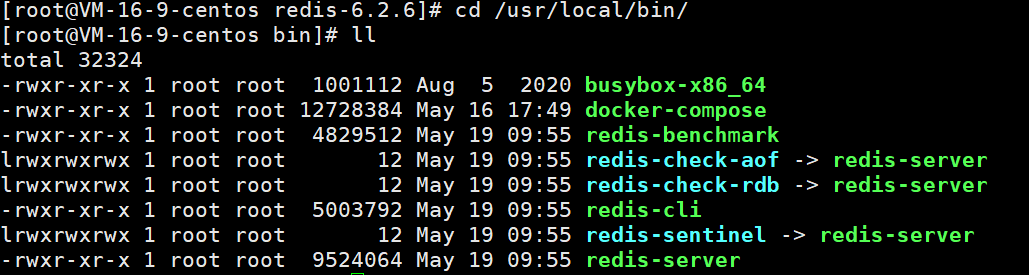 [root@VM-16-9-centos redis-6.2.6]# cd /usr/local/bin/
[root@VM-16-9-centos bin]# ll
total 32324
-rwxr-xr-x 1 root root  1001112 Aug  5  2020 busybox-x86_64
-rwxr-xr-x 1 root root 12728384 May 16 17:49 docker-compose
-rwxr-xr-x 1 root root  4829512 May 19 09:55 redis-benchmark
lrwxrwxrwx 1 root root       12 May 19 09:55 redis-check-aof -> redis-server
lrwxrwxrwx 1 root root       12 May 19 09:55 redis-check-rdb -> redis-server
-rwxr-xr-x 1 root root  5003792 May 19 09:55 redis-cli
lrwxrwxrwx 1 root root       12 May 19 09:55 redis-sentinel -> redis-server
-rwxr-xr-x 1 root root  9524064 May 19 09:55 redis-server